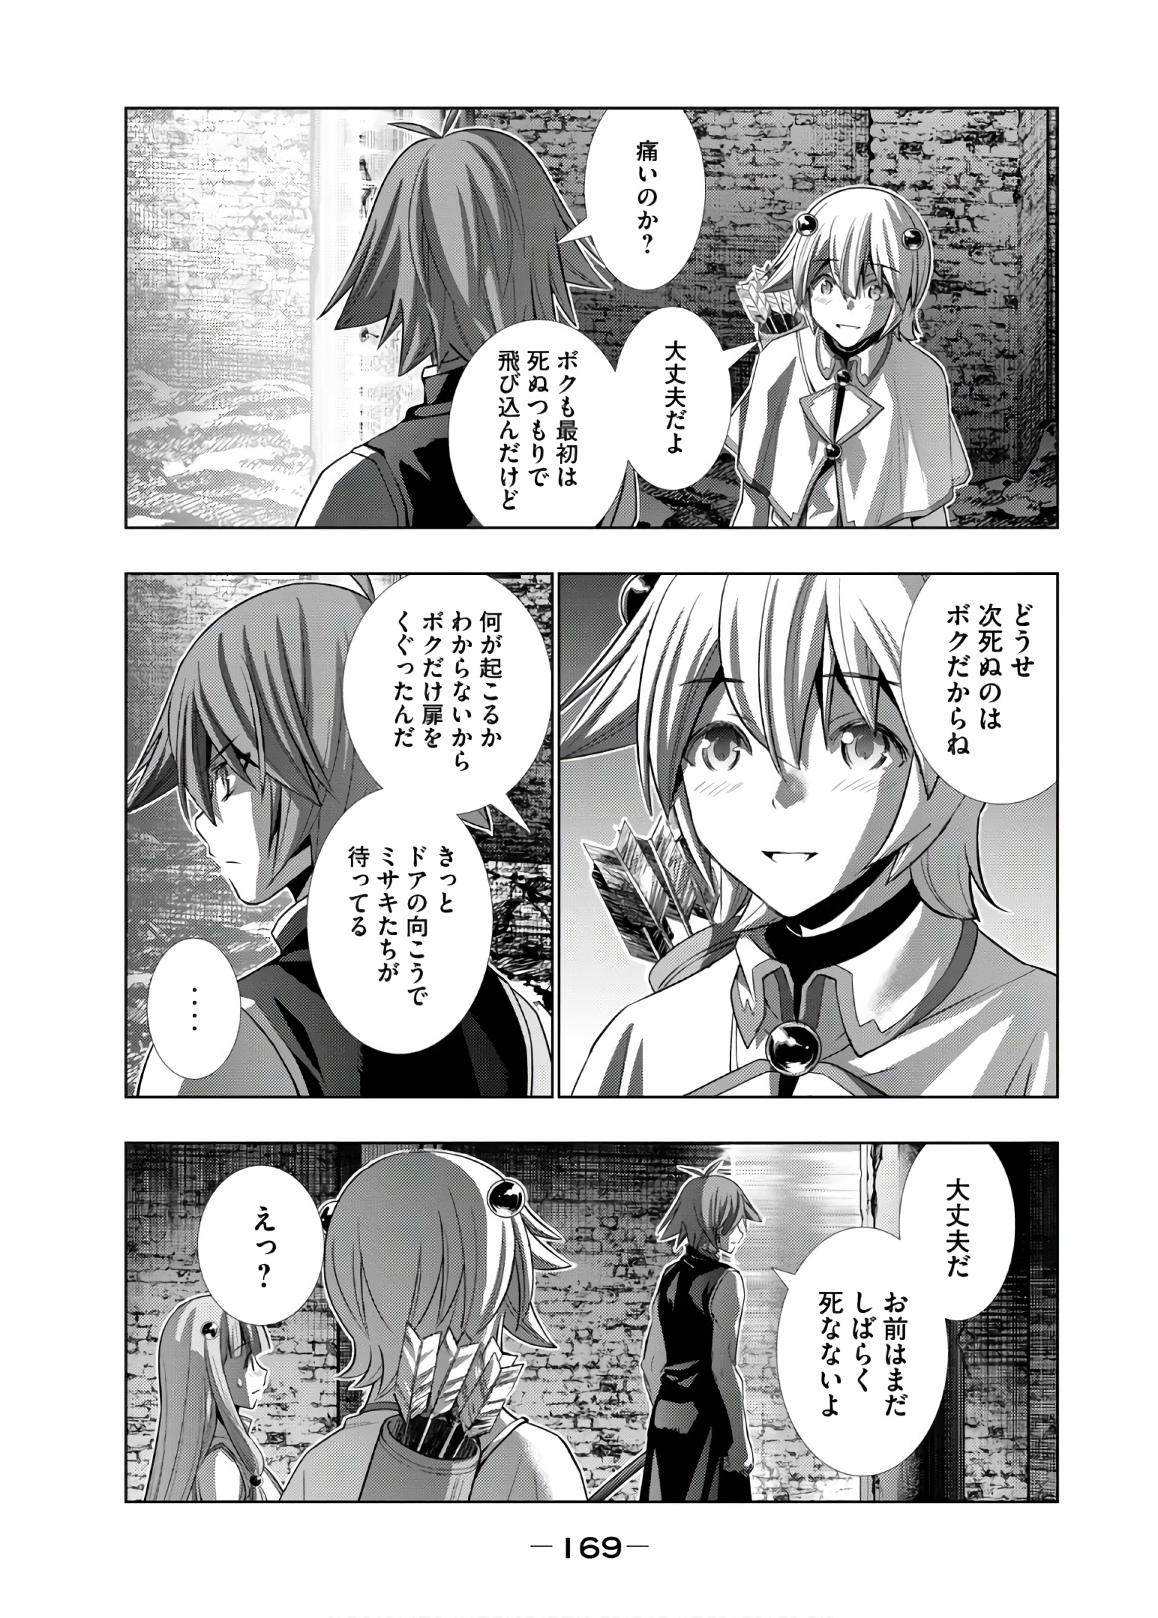 痛いのか？
大丈夫だよ
ボクも最初は
死ぬつもりで
飛び込んだけど
どうせ
次死ぬのは
ボクだからね
何が起こるか
わからないから
ボクだけ扉を
くぐったんだ
きっと
ドアの向こうで
ミサキたちが
待ってる
・・・・
大丈夫だ
お前はまだ
しばらく
死なないよ
えっ？
—169—